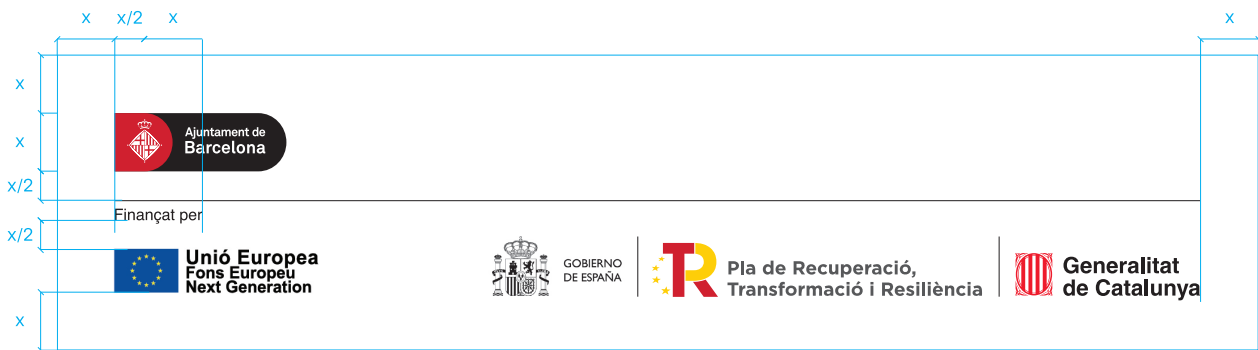 x x/2 x x
x
x
x/2
x/2
x
Ajuntament de
Barcelona
Finançat per
Unió Europea
Fons Europeu
Next Generation
GOBIERNO
DE ESPAÑA
TR
Pla de Recuperació,
Transformació i Resiliència
Generalitat
de Catalunya